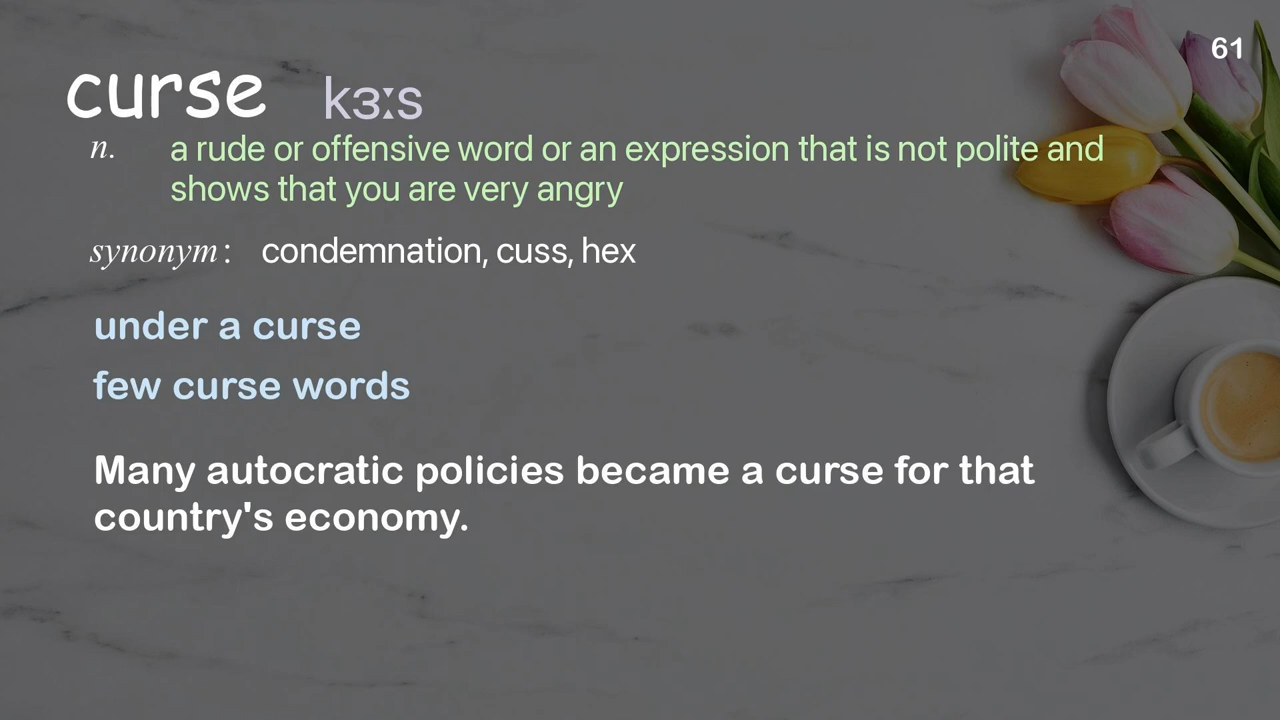 61
curse kɜːs
n. a rude or offensive word or an expression that is not polite and
shows that you are very angry
synonym: condemnation, cuss, hex
under a curse
few curse words
Many autocratic policies became a curse for that
country's economy.